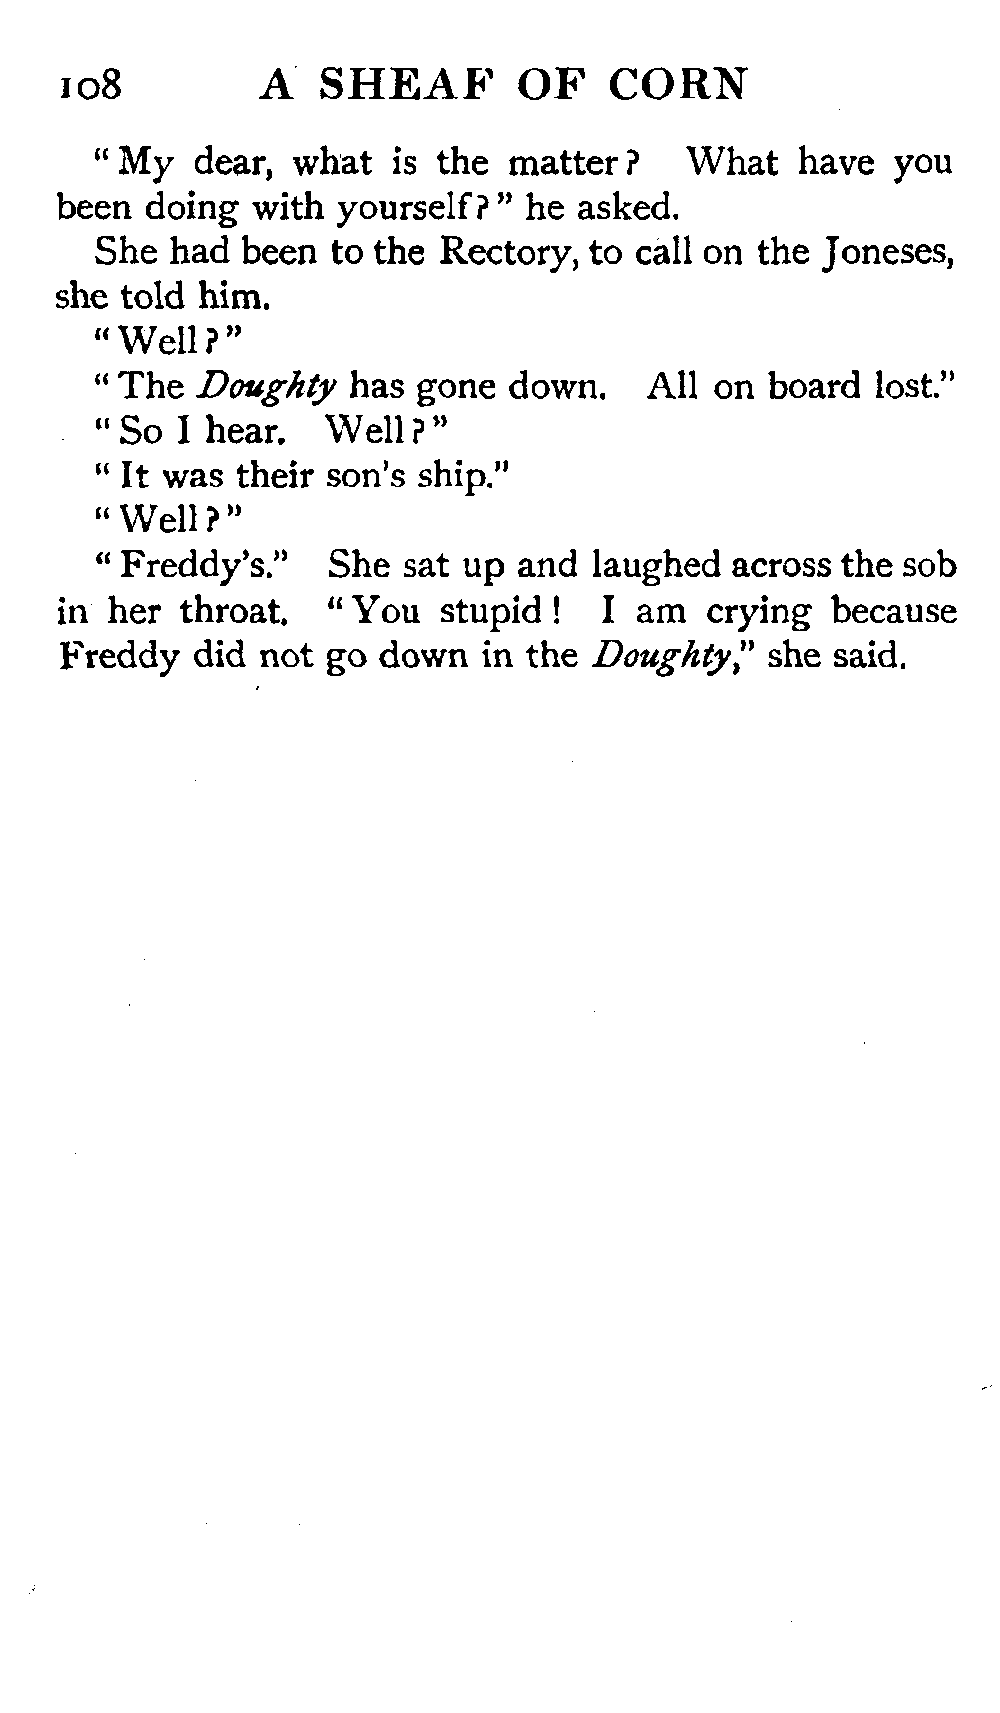 108 A SHEAF OF CORN
"My dear, what is the matter? What have you
been doing with yourself?" he asked.
She had been to the Rectory, to call on the Joneses,
she told him.
"Well?"
"The Doughty has gone down. All on board lost."
"So I hear. Well?"
"It was their son's ship."
"Well?"
"Freddy's." She sat up and laughed across the sob
in her throat. "You stupid! I am crying because
Freddy did not go down in the Doughty," she said.